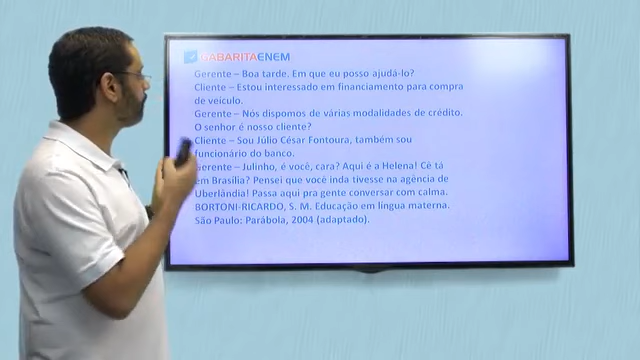 GABARITAENEM
Gerente – Boa tarde. Em que eu posso ajudá-lo?
Cliente – Estou interessado em financiamento para compra
de veículo.
Gerente – Nós dispomos de várias modalidades de crédito.
O senhor é nosso cliente?
Cliente – Sou Júlio César Fontoura, também sou
funcionário do banco.
Gerente – Julinho, é você, cara? Aqui é a Helena! Cê tá
em Brasília? Pensei que você inda tivesse na agência de
Uberlândia! Passa aqui pra gente conversar com calma.
BORTONI-RICARDO, S. M. Educação em língua materna.
São Paulo: Parábola, 2004 (adaptado).